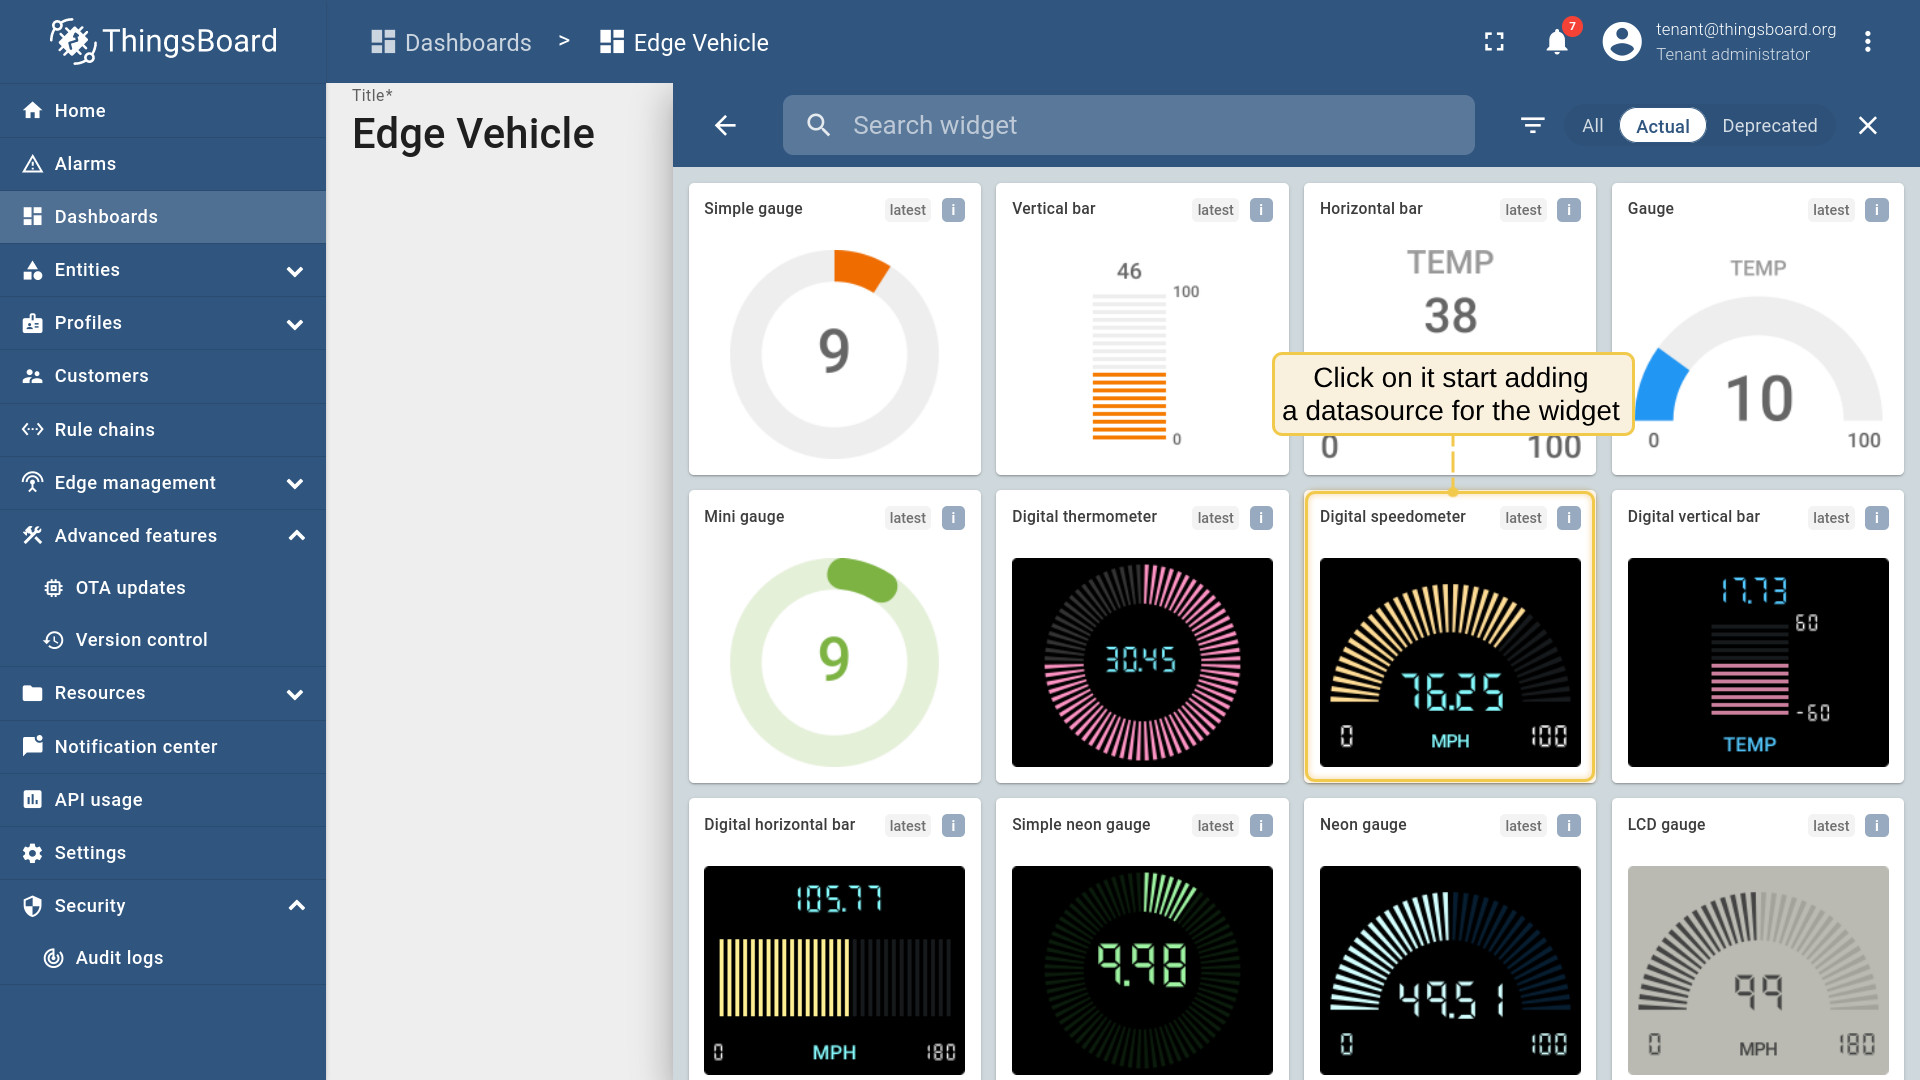 ThingsBoard
Dashboards > Edge Vehicle
7
tenant@thingsboard.org
Tenant administrator
Home
Alarms
Dashboards
Entities
Profiles
Customers
Rule chains
Edge management
Advanced features
OTA updates
Version control
Resources
Notification center
API usage
Settings
Security
Audit logs
Title*
Edge Vehicle
Search widget
All Actual Deprecated
Simple gauge latest i
9
Vertical bar latest i
46
100
0
Horizontal bar latest i
TEMP
38
0 100
Gauge latest i
TEMP
10
0 100
Click on it start adding
a datasource for the widget
Mini gauge latest i
9
Digital thermometer latest i
30.45
Digital speedometer latest i
76.25
0 MPH 100
Digital vertical bar latest i
17.73
60
-60
TEMP
Digital horizontal bar latest i
105.77
0 MPH 180
Simple neon gauge latest i
9.98
Neon gauge latest i
49.51
0 100
LCD gauge latest i
99
0 MPH 180